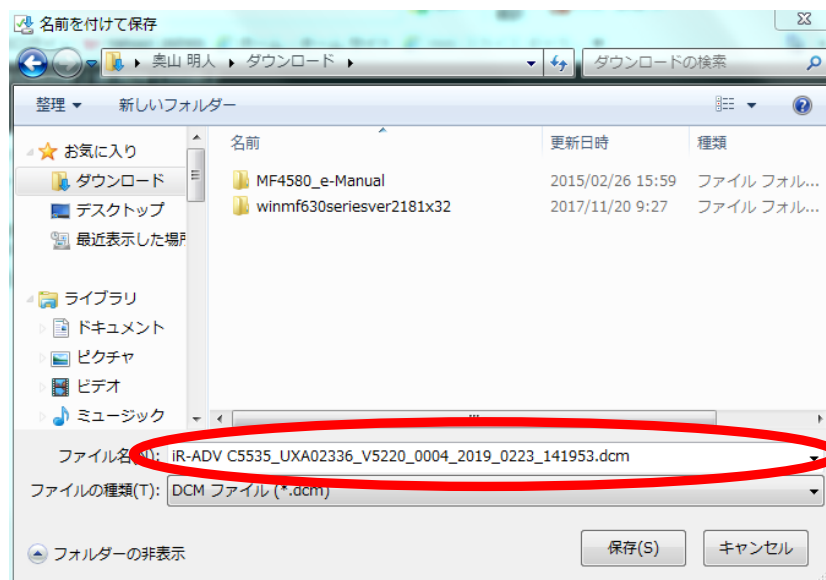 名前を付けて保存
奥山 明人 ダウンロード ダウンロードの検索
整理 新しいフォルダー
名前 更新日時 種類
お気に入り
ダウンロード
デスクトップ
最近表示した場所
ライブラリ
ドキュメント
ピクチャ
ビデオ
ミュージック
MF4580_e-Manual 2015/02/26 15:59 ファイル フォル...
winmf630seriesver2181x32 2017/11/20 9:27 ファイル フォル...
ファイル名(N): iR-ADV C5535_UXA02336_V5220_0004_2019_0223_141953.dcm
ファイルの種類(T): DCM ファイル (*.dcm)
フォルダーの非表示 保存(S) キャンセル